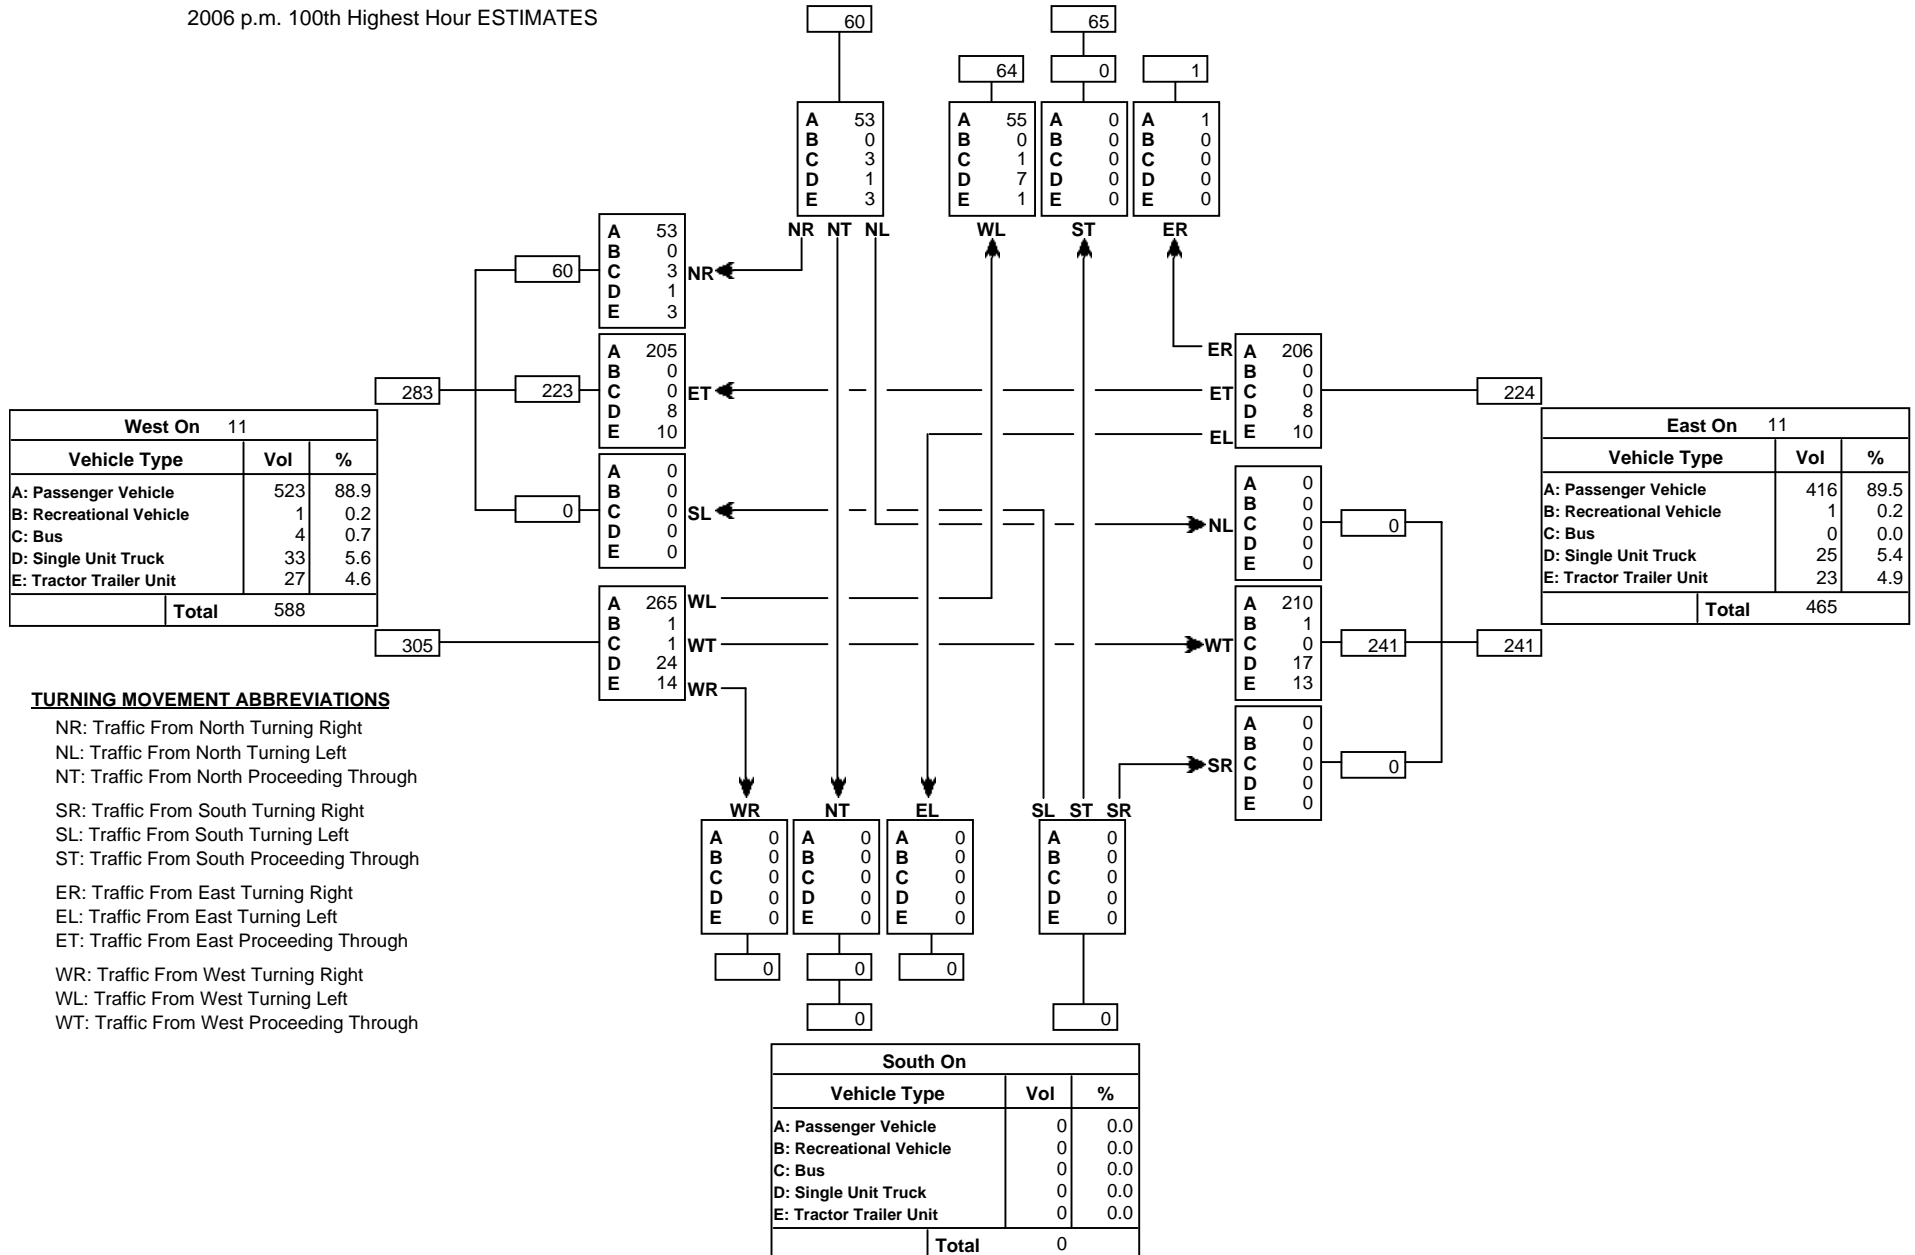 2006 p.m. 100th Highest Hour ESTIMATES
60
65
64
0
1
A 53
B 0
C 3
D 1
E 3
A 55
B 0
C 1
D 7
E 1
A 0
B 0
C 0
D 0
E 0
A 1
B 0
C 0
D 0
E 0
NR NT NL
WL
ST
ER
60
A 53
B 0
C 3
D 1
E 3
NR
283
223
A 205
B 0
C 0
D 8
E 10
ET
0
A 0
B 0
C 0
D 0
E 0
SL
305
A 265
B 1
C 1
D 24
E 14
WL
WT
WR
West On 11
Vehicle Type Vol %
A: Passenger Vehicle 523 88.9
B: Recreational Vehicle 1 0.2
C: Bus 4 0.7
D: Single Unit Truck 33 5.6
E: Tractor Trailer Unit 27 4.6
Total 588
ER
ET
EL
A 206
B 0
C 0
D 8
E 10
224
NL
A 0
B 0
C 0
D 0
E 0
0
WT
A 210
B 1
C 0
D 17
E 13
241
241
SR
A 0
B 0
C 0
D 0
E 0
0
East On 11
Vehicle Type Vol %
A: Passenger Vehicle 416 89.5
B: Recreational Vehicle 1 0.2
C: Bus 0 0.0
D: Single Unit Truck 25 5.4
E: Tractor Trailer Unit 23 4.9
Total 465
TURNING MOVEMENT ABBREVIATIONS
NR: Traffic From North Turning Right
NL: Traffic From North Turning Left
NT: Traffic From North Proceeding Through
SR: Traffic From South Turning Right
SL: Traffic From South Turning Left
ST: Traffic From South Proceeding Through
ER: Traffic From East Turning Right
EL: Traffic From East Turning Left
ET: Traffic From East Proceeding Through
WR: Traffic From West Turning Right
WL: Traffic From West Turning Left
WT: Traffic From West Proceeding Through
WR
NT
EL
SL ST SR
A 0
B 0
C 0
D 0
E 0
A 0
B 0
C 0
D 0
E 0
A 0
B 0
C 0
D 0
E 0
A 0
B 0
C 0
D 0
E 0
0
0
0
0
0
South On
Vehicle Type Vol %
A: Passenger Vehicle 0 0.0
B: Recreational Vehicle 0 0.0
C: Bus 0 0.0
D: Single Unit Truck 0 0.0
E: Tractor Trailer Unit 0 0.0
Total 0